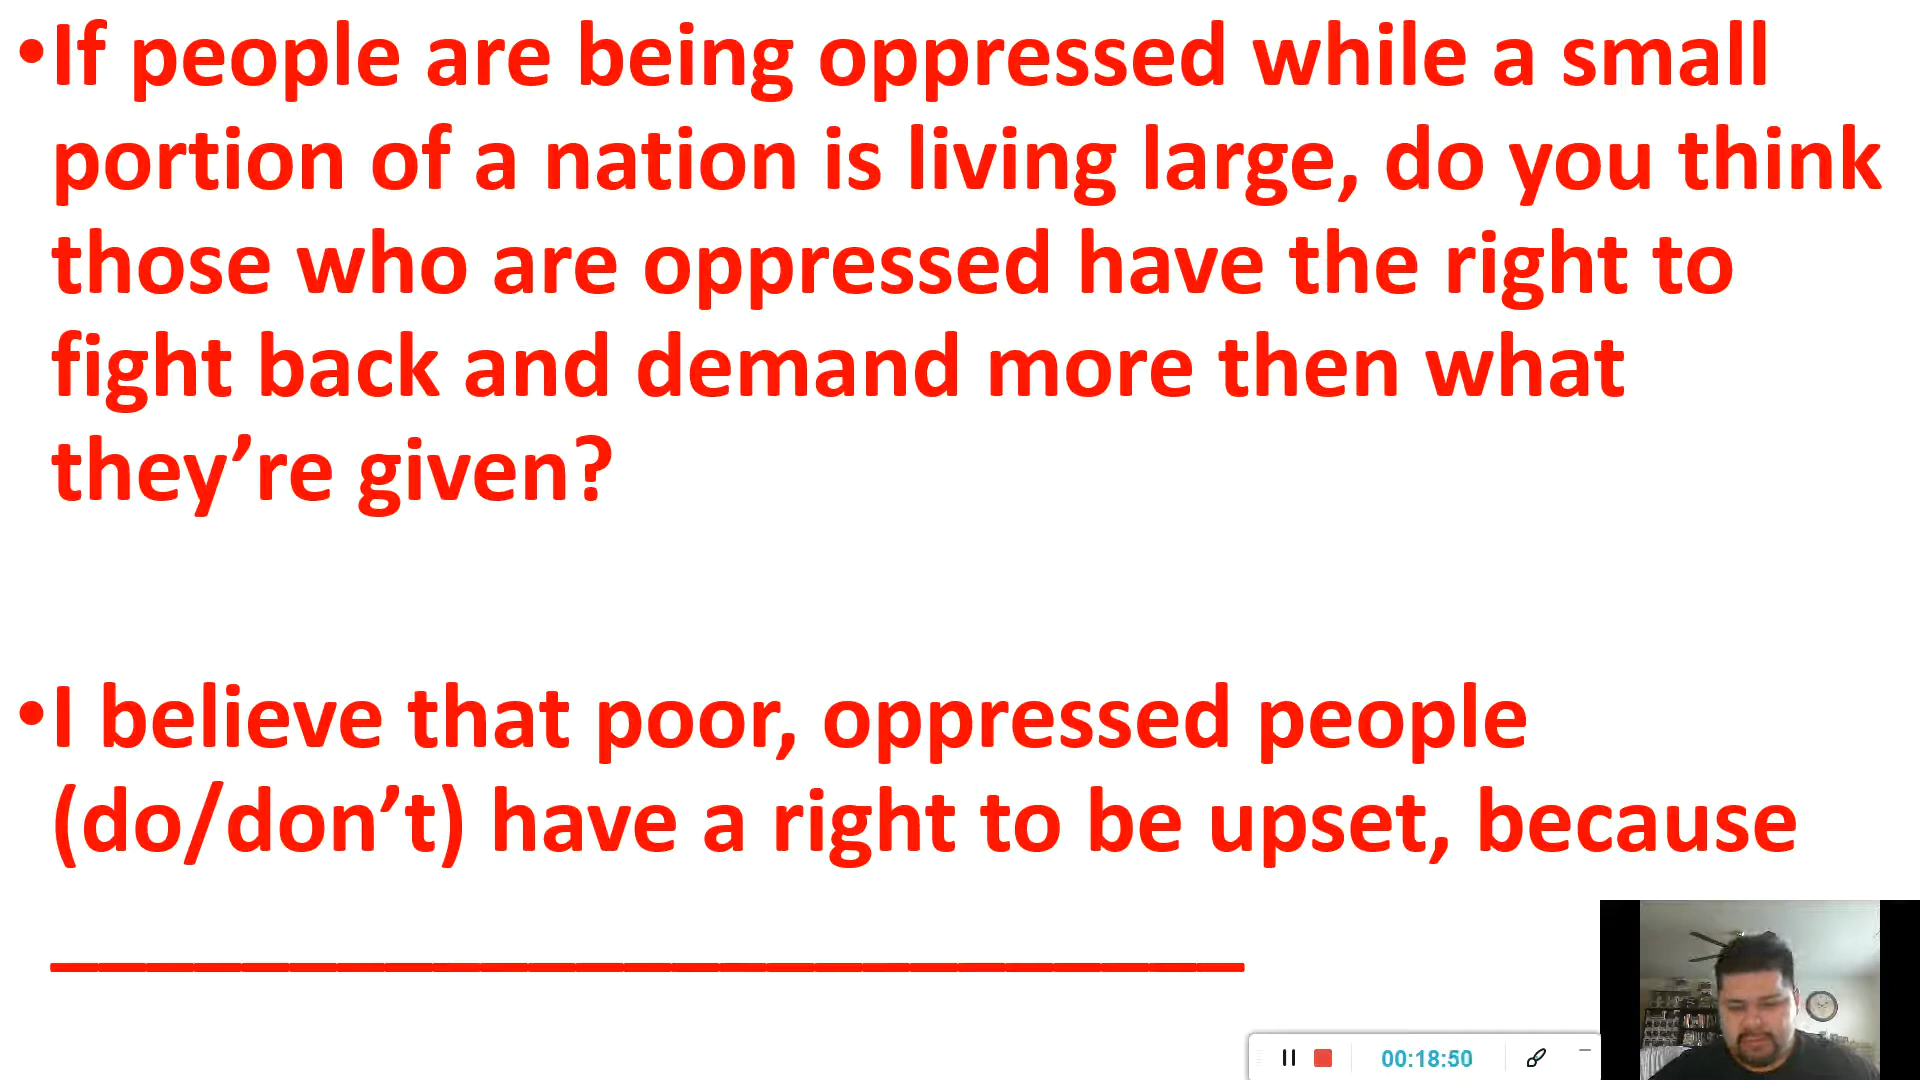 •If people are being oppressed while a small
portion of a nation is living large, do you think
those who are oppressed have the right to
fight back and demand more then what
they’re given?
•I believe that poor, oppressed people
(do/don’t) have a right to be upset, because
_________________________
00:18:50